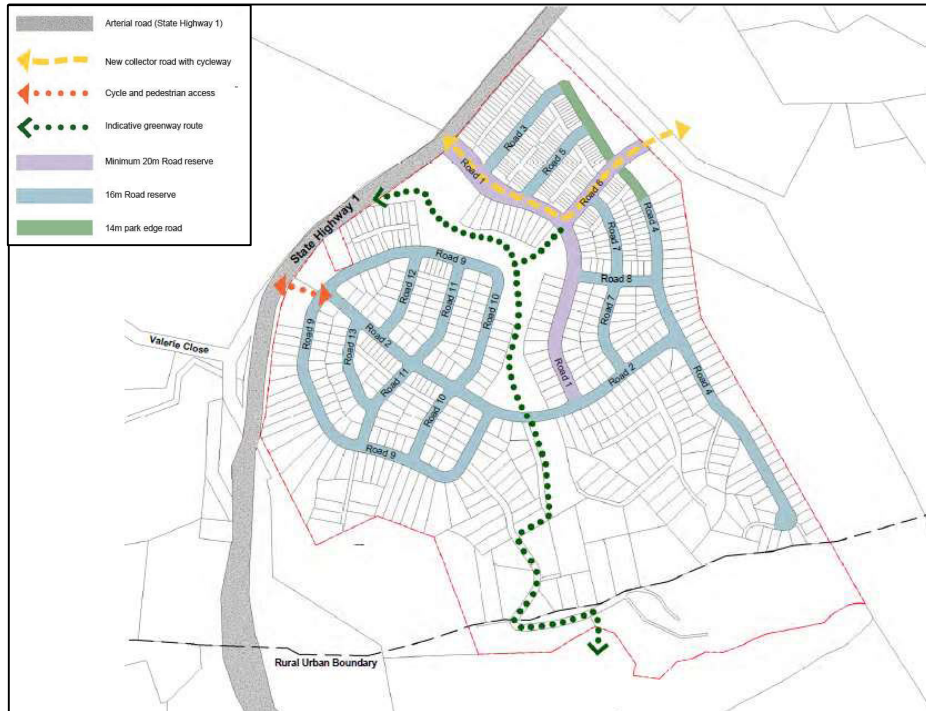 Arterial road (State Highway 1)
New collector road with cycleway
Cycle and pedestrian access
Indicative greenway route
Minimum 20m Road reserve
16m Road reserve
14m park edge road
Road 3
Road 5
Road 1
Road 6
State Highway 1
Road 4
Road 7
Road 9
Road 12
Road 11
Road 10
Road 8
Road 7
Road 9
Road 13
Road 2
Valerie Close
Road 2
Road 1
Road 4
Road 11
Road 10
Road 9
Rural Urban Boundary